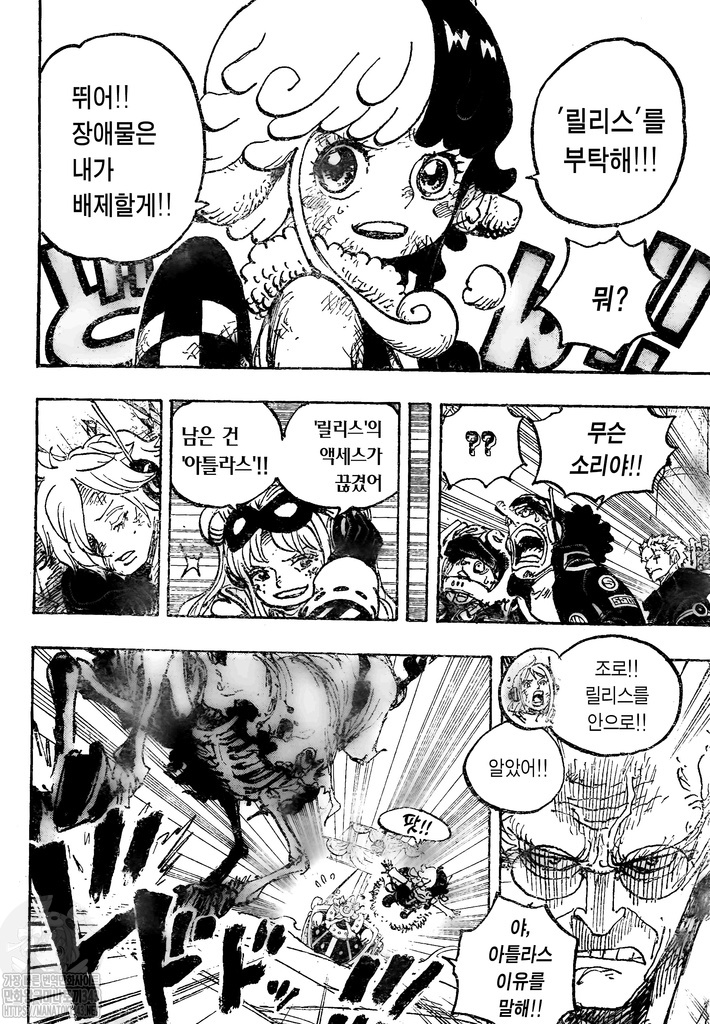 '릴리스'를
부탁해!!!
뛰어!!
장애물은
내가
배제할게!!
뭐?
무슨
소리야!!
??
'릴리스'의
액세스가
끊겼어
남은 건
'아틀라스'!!
조로!!
릴리스를
안으로!!
알았어!!
야,
아틀라스
이유를
말해!!
팟!!
드드드